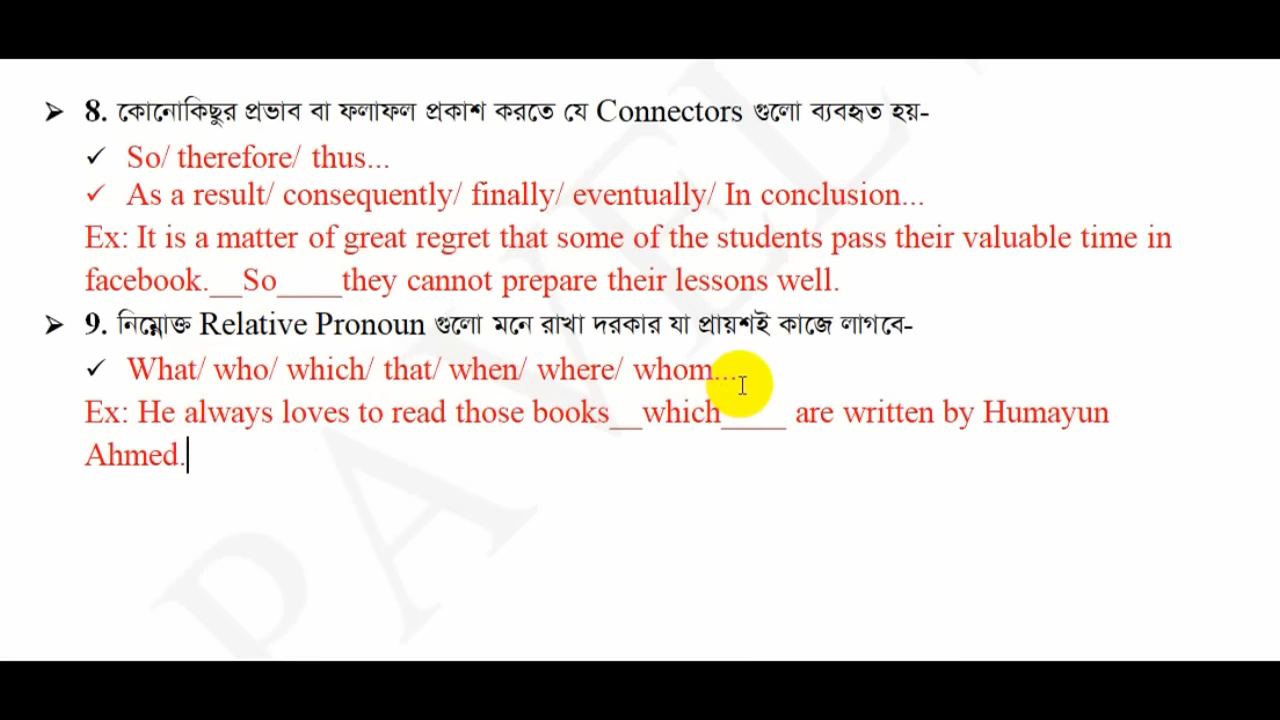 ➢ 8. কোনোকিছুর প্রভাব বা ফলাফল প্রকাশ করতে যে Connectors গুলো ব্যবহৃত হয়-
✓ So/ therefore/ thus...
✓ As a result/ consequently/ finally/ eventually/ In conclusion...
Ex: It is a matter of great regret that some of the students pass their valuable time in
facebook.__So____they cannot prepare their lessons well.
➢ 9. নিম্নোক্ত Relative Pronoun গুলো মনে রাখা দরকার যা প্রায়শই কাজে লাগবে-
✓ What/ who/ which/ that/ when/ where/ whom...
Ex: He always loves to read those books__which____ are written by Humayun
Ahmed.
PAVEL